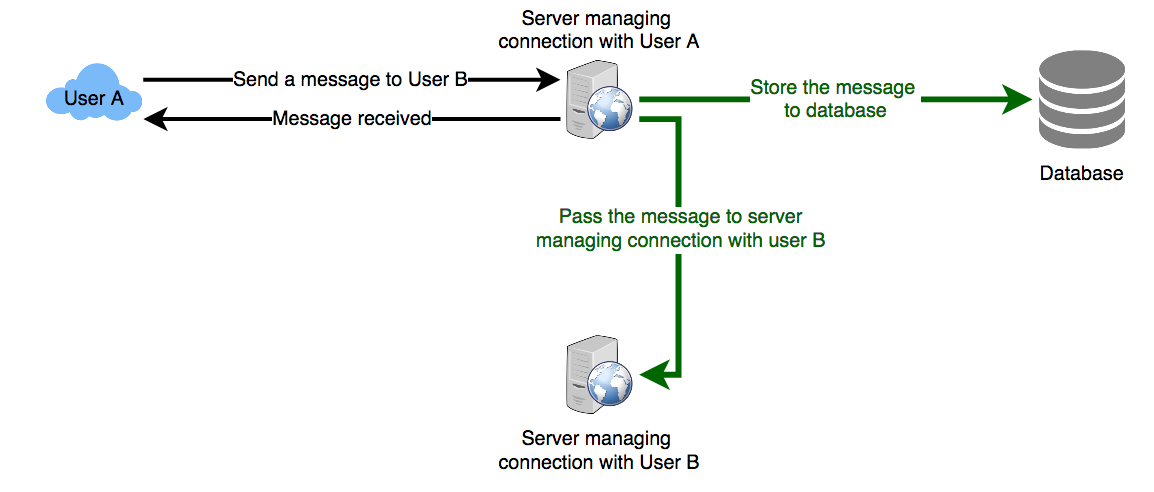 Server managing
connection with User A
User A
Send a message to User B
Message received
Store the message
to database
Database
Pass the message to server
managing connection with user B
Server managing
connection with User B